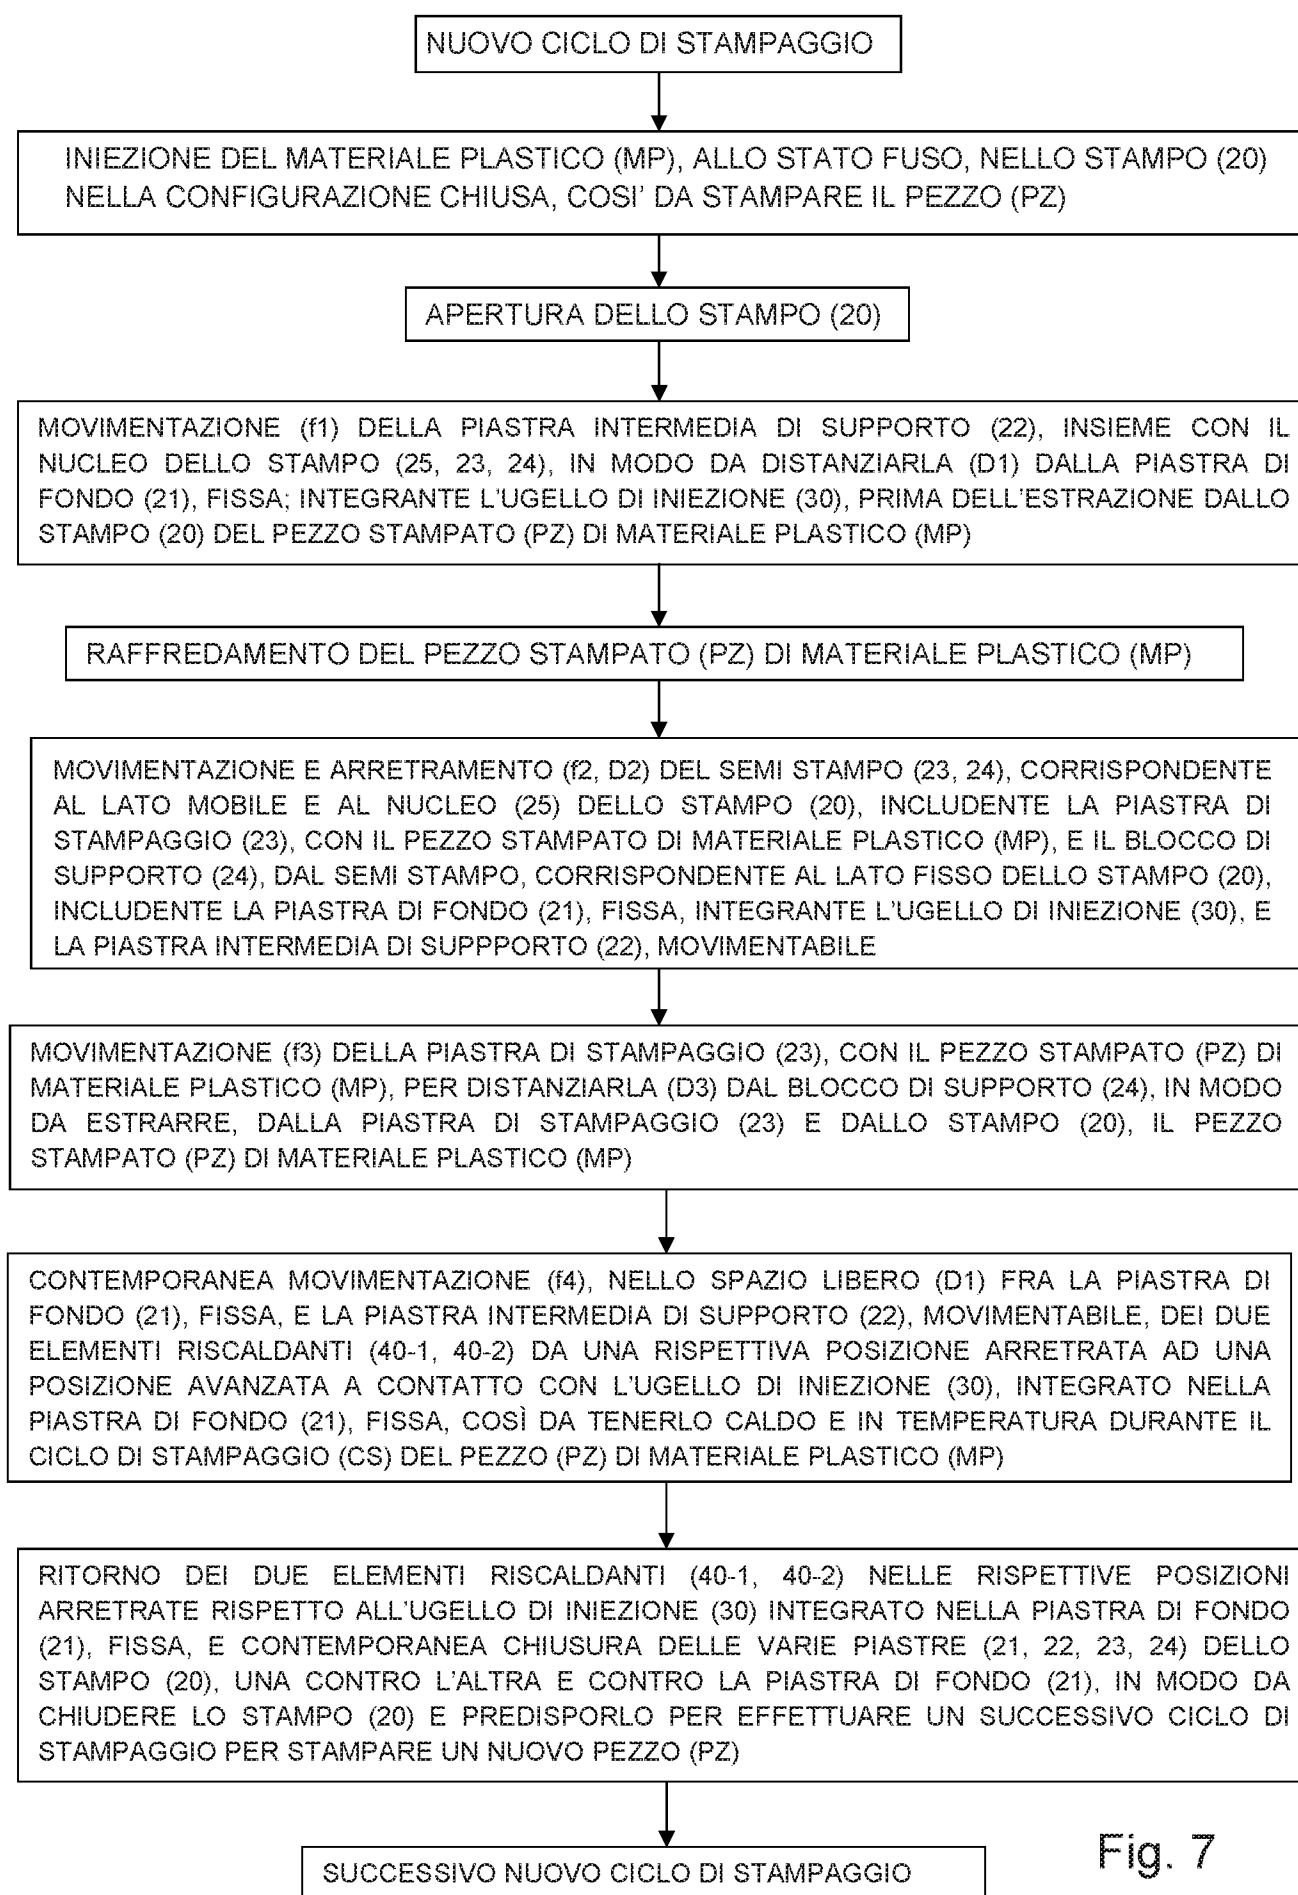 NUOVO CICLO DI STAMPAGGIO
INIEZIONE DEL MATERIALE PLASTICO (MP), ALLO STATO FUSO, NELLO STAMPO (20)
NELLA CONFIGURAZIONE CHIUSA, COSI' DA STAMPARE IL PEZZO (PZ)
APERTURA DELLO STAMPO (20)
MOVIMENTAZIONE (f1) DELLA PIASTRA INTERMEDIA DI SUPPORTO (22), INSIEME CON IL
NUCLEO DELLO STAMPO (25, 23, 24), IN MODO DA DISTANZIARLA (D1) DALLA PIASTRA DI
FONDO (21), FISSA; INTEGRANTE L'UGELLO DI INIEZIONE (30), PRIMA DELL'ESTRAZIONE DALLO
STAMPO (20) DEL PEZZO STAMPATO (PZ) DI MATERIALE PLASTICO (MP)
RAFFREDAMENTO DEL PEZZO STAMPATO (PZ) DI MATERIALE PLASTICO (MP)
MOVIMENTAZIONE E ARRETRAMENTO (f2, D2) DEL SEMI STAMPO (23, 24), CORRISPONDENTE
AL LATO MOBILE E AL NUCLEO (25) DELLO STAMPO (20), INCLUDENTE LA PIASTRA DI
STAMPAGGIO (23), CON IL PEZZO STAMPATO DI MATERIALE PLASTICO (MP), E IL BLOCCO DI
SUPPORTO (24), DAL SEMI STAMPO, CORRISPONDENTE AL LATO FISSO DELLO STAMPO (20),
INCLUDENTE LA PIASTRA DI FONDO (21), FISSA, INTEGRANTE L'UGELLO DI INIEZIONE (30), E
LA PIASTRA INTERMEDIA DI SUPPPORTO (22), MOVIMENTABILE
MOVIMENTAZIONE (f3) DELLA PIASTRA DI STAMPAGGIO (23), CON IL PEZZO STAMPATO (PZ) DI
MATERIALE PLASTICO (MP), PER DISTANZIARLA (D3) DAL BLOCCO DI SUPPORTO (24), IN MODO
DA ESTRARRE, DALLA PIASTRA DI STAMPAGGIO (23) E DALLO STAMPO (20), IL PEZZO
STAMPATO (PZ) DI MATERIALE PLASTICO (MP)
CONTEMPORANEA MOVIMENTAZIONE (f4), NELLO SPAZIO LIBERO (D1) FRA LA PIASTRA DI
FONDO (21), FISSA, E LA PIASTRA INTERMEDIA DI SUPPORTO (22), MOVIMENTABILE, DEI DUE
ELEMENTI RISCALDANTI (40-1, 40-2) DA UNA RISPETTIVA POSIZIONE ARRETRATA AD UNA
POSIZIONE AVANZATA A CONTATTO CON L'UGELLO DI INIEZIONE (30), INTEGRATO NELLA
PIASTRA DI FONDO (21), FISSA, COSÌ DA TENERLO CALDO E IN TEMPERATURA DURANTE IL
CICLO DI STAMPAGGIO (CS) DEL PEZZO (PZ) DI MATERIALE PLASTICO (MP)
RITORNO DEI DUE ELEMENTI RISCALDANTI (40-1, 40-2) NELLE RISPETTIVE POSIZIONI
ARRETRATE RISPETTO ALL'UGELLO DI INIEZIONE (30) INTEGRATO NELLA PIASTRA DI FONDO
(21), FISSA, E CONTEMPORANEA CHIUSURA DELLE VARIE PIASTRE (21, 22, 23, 24) DELLO
STAMPO (20), UNA CONTRO L'ALTRA E CONTRO LA PIASTRA DI FONDO (21), IN MODO DA
CHIUDERE LO STAMPO (20) E PREDISPORLO PER EFFETTUARE UN SUCCESSIVO CICLO DI
STAMPAGGIO PER STAMPARE UN NUOVO PEZZO (PZ)
SUCCESSIVO NUOVO CICLO DI STAMPAGGIO
Fig. 7